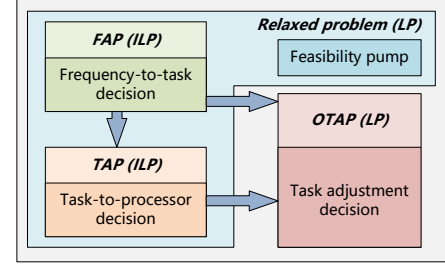 FAP (ILP)
Frequency-to-task
decision
Relaxed problem (LP)
Feasibility pump
TAP (ILP)
Task-to-processor
decision
OTAP (LP)
Task adjustment
decision